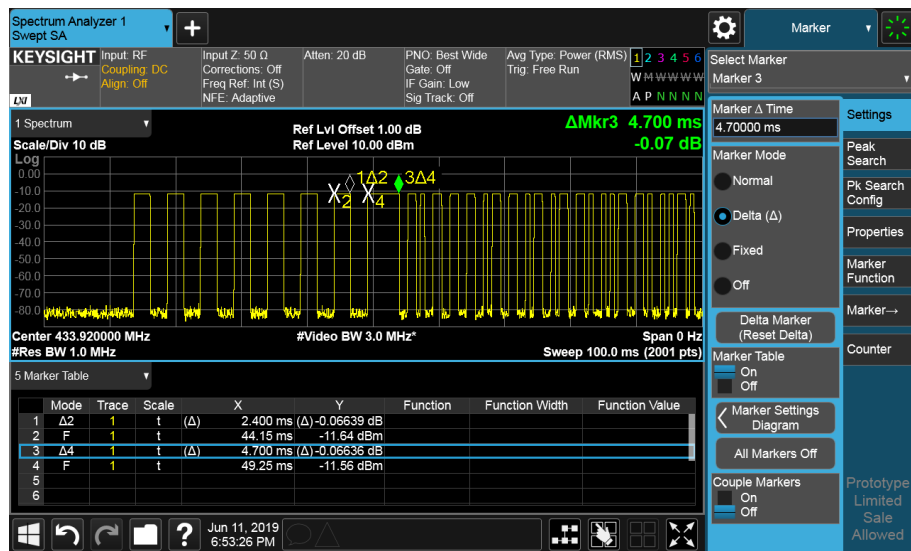 Spectrum Analyzer 1
Swept SA
Marker
KEYSIGHT
Input: RF
Coupling: DC
Align: Off
Input Z: 50 Ω
Corrections: Off
Freq Ref: Int (S)
NFE: Adaptive
Atten: 20 dB
PNO: Best Wide
Gate: Off
IF Gain: Low
Sig Track: Off
Avg Type: Power (RMS)
Trig: Free Run
1 2 3 4 5 6
W W W W W W
A P N N N N
LXI
Select Marker
Marker 3
1 Spectrum
Scale/Div 10 dB
Ref Lvl Offset 1.00 dB
Ref Level 10.00 dBm
ΔMkr3 4.700 ms
-0.07 dB
Log
0.00
-10.0
-20.0
-30.0
-40.0
-50.0
-60.0
-70.0
-80.0
1Δ2
3Δ4
2
4
Center 433.920000 MHz
#Res BW 1.0 MHz
#Video BW 3.0 MHz*
Span 0 Hz
Sweep 100.0 ms (2001 pts)
5 Marker Table
Mode Trace Scale X Y Function Function Width Function Value
1 Δ2 1 t (Δ) 2.400 ms (Δ) -0.06639 dB
2 F 1 t 44.15 ms -11.64 dBm
3 Δ4 1 t (Δ) 4.700 ms (Δ) -0.06636 dB
4 F 1 t 49.25 ms -11.56 dBm
5
6
Marker Δ Time
4.70000 ms
Marker Mode
Normal
Delta (Δ)
Fixed
Off
Delta Marker
(Reset Delta)
Marker Table
On
Off
Marker Settings
Diagram
All Markers Off
Couple Markers
On
Off
Settings
Peak
Search
Pk Search
Config
Properties
Marker
Function
Marker→
Counter
Prototype
Limited
Sale
Allowed
?
Jun 11, 2019
6:53:26 PM